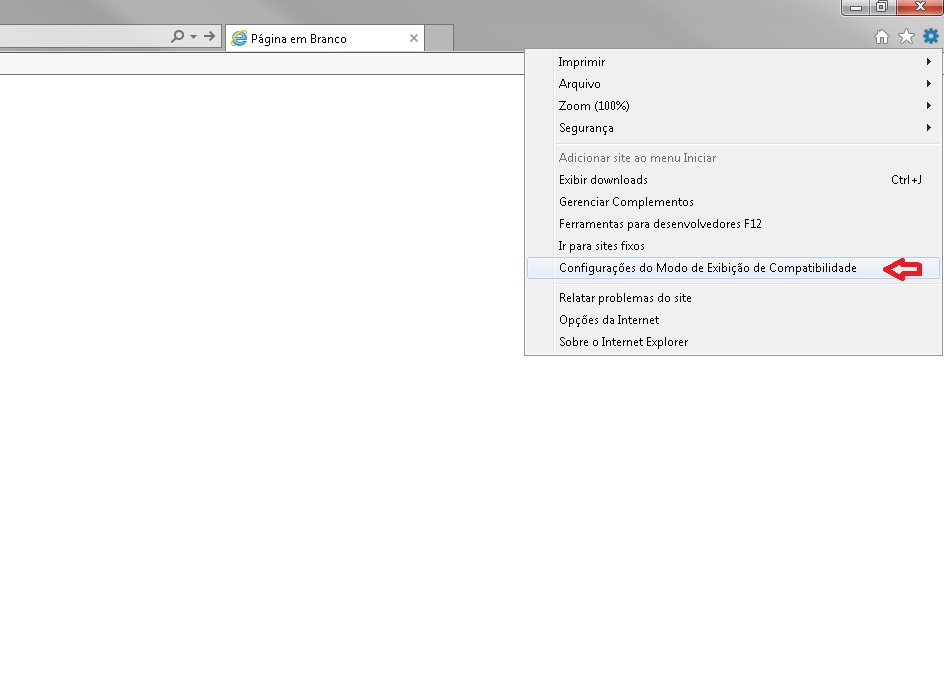 Página em Branco
Imprimir
Arquivo
Zoom (100%)
Segurança
Adicionar site ao menu Iniciar
Exibir downloads Ctrl+J
Gerenciar Complementos
Ferramentas para desenvolvedores F12
Ir para sites fixos
Configurações do Modo de Exibição de Compatibilidade
Relatar problemas do site
Opções da Internet
Sobre o Internet Explorer